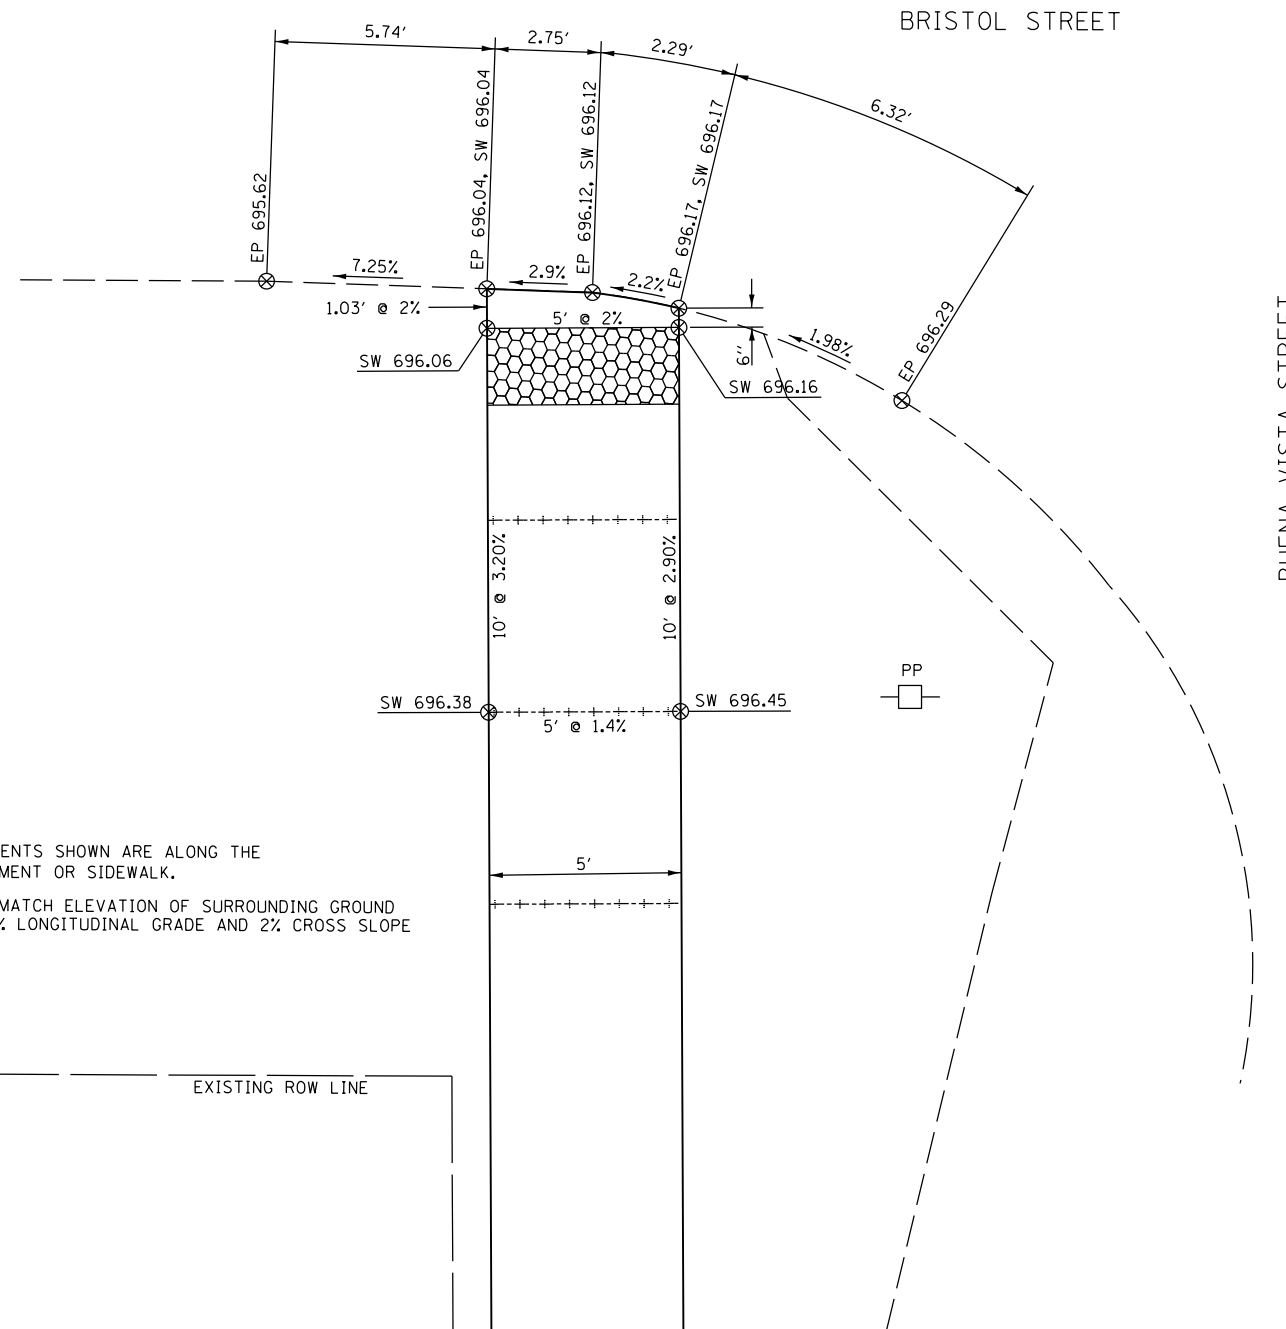 BRISTOL STREET
5.74'
2.75'
2.29'
6.32'
EP 695.62
EP 696.04, SW 696.04
EP 696.12, SW 696.12
EP 696.17, SW 696.17
EP 696.29
7.25%
2.9%
2.2%
1.98%
1.03' @ 2%
5' @ 2%
6"
SW 696.06
SW 696.16
BUENA VISTA STREET
10' @ 3.20%
10' @ 2.90%
PP
SW 696.38
SW 696.45
5' @ 1.4%
ENTS SHOWN ARE ALONG THE
MENT OR SIDEWALK.
5'
MATCH ELEVATION OF SURROUNDING GROUND
% LONGITUDINAL GRADE AND 2% CROSS SLOPE
EXISTING ROW LINE